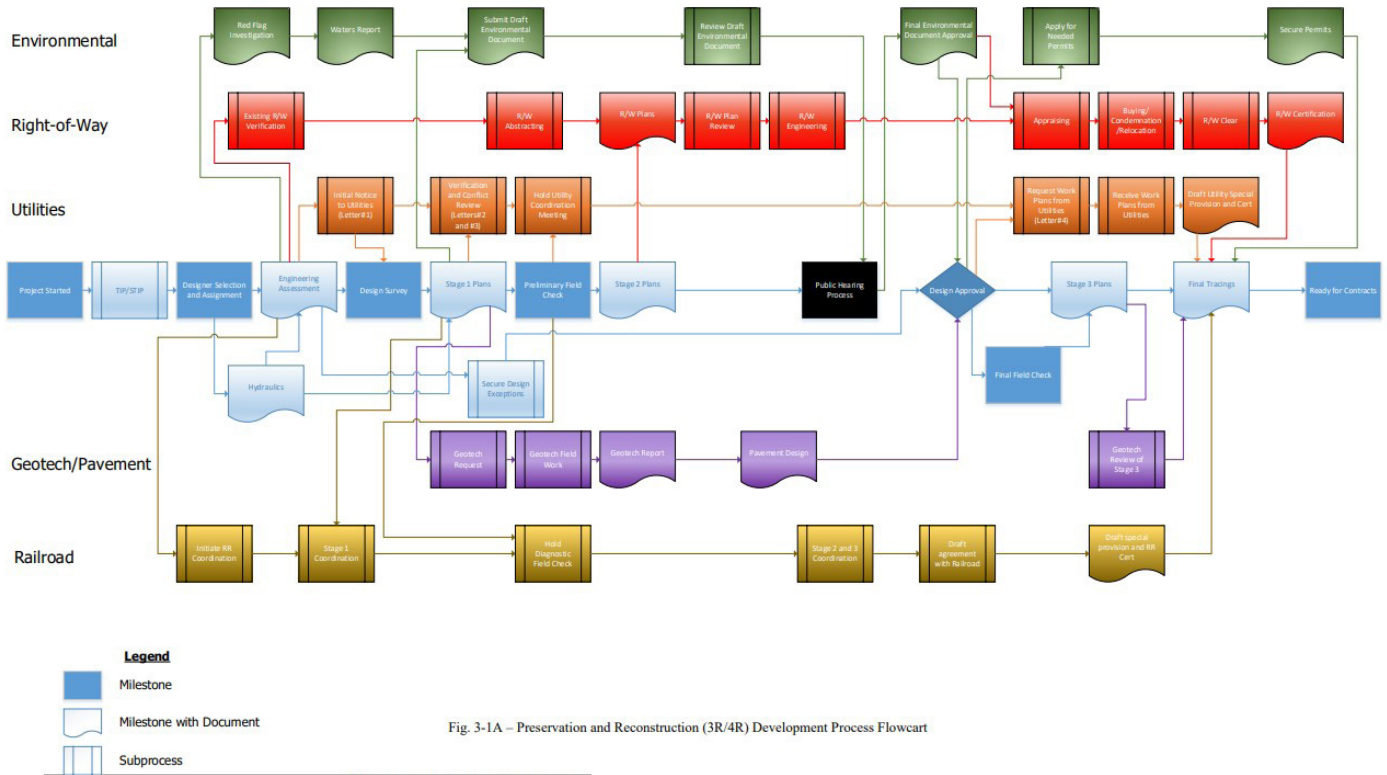 Environmental
Red Flag
Investigation
Waters Report
Submit Draft
Environmental
Document
Review Draft
Environmental
Document
Final Environmental
Document Approval
Apply for
Needed
Permits
Secure Permits
Right-of-Way
Existing R/W
Verification
R/W
Abstracting
R/W Plans
R/W Plan
Review
R/W
Engineering
Appraising
Buying/
Condemnation
/Relocation
R/W Clear
R/W Certification
Utilities
Initial Notice
to Utilities
(Letter#1)
Verification
and Conflict
Review
(Letters#2
and #3)
Hold Utility
Coordination
Meeting
Request Work
Plans from
Utilities
(Letter#4)
Receive Work
Plans from
Utilities
Draft Utility Special
Provision and Cert
Project Started
TIP/STIP
Designer Selection
and Assignment
Engineering
Assessment
Design Survey
Stage 1 Plans
Preliminary Field
Check
Stage 2 Plans
Public Hearing
Process
Design Approval
Stage 3 Plans
Final Tracings
Ready for Contracts
Hydraulics
Secure Design
Exceptions
Final Field Check
Geotech/Pavement
Geotech
Request
Geotech Field
Work
Geotech Report
Pavement Design
Geotech
Review of
Stage 3
Railroad
Initiate RR
Coordination
Stage 1
Coordination
Hold
Diagnostic
Field Check
Stage 2 and 3
Coordination
Draft
agreement
with Railroad
Draft special
provision and RR
Cert
Legend
Milestone
Milestone with Document
Subprocess
Fig. 3-1A – Preservation and Reconstruction (3R/4R) Development Process Flowcart